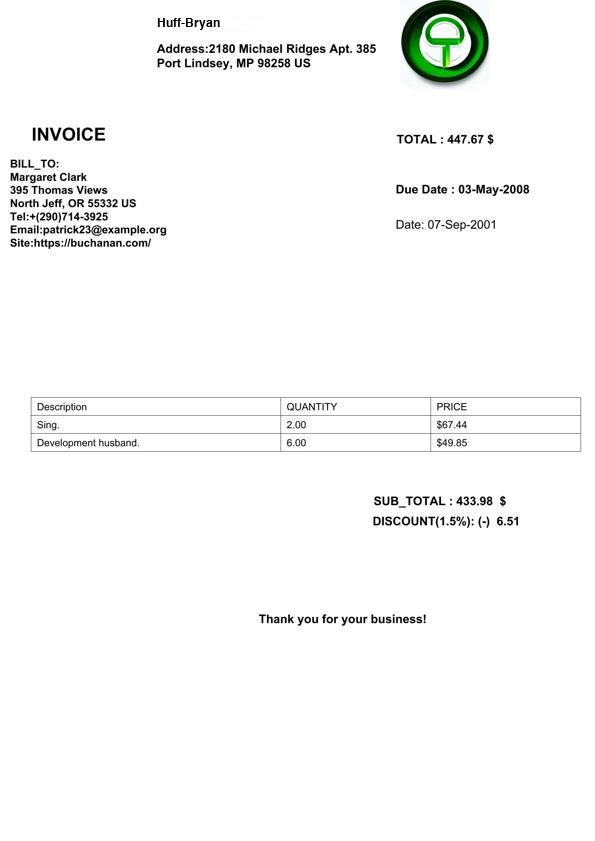 Huff-Bryan
Address:2180 Michael Ridges Apt. 385
Port Lindsey, MP 98258 US
INVOICE
TOTAL : 447.67 $
BILL_TO:
Margaret Clark
395 Thomas Views
North Jeff, OR 55332 US
Tel:+(290)714-3925
Email:patrick23@example.org
Site:https://buchanan.com/
Due Date : 03-May-2008
Date: 07-Sep-2001
Description QUANTITY PRICE
Sing. 2.00 $67.44
Development husband. 6.00 $49.85
SUB_TOTAL : 433.98 $
DISCOUNT(1.5%): (-) 6.51
Thank you for your business!